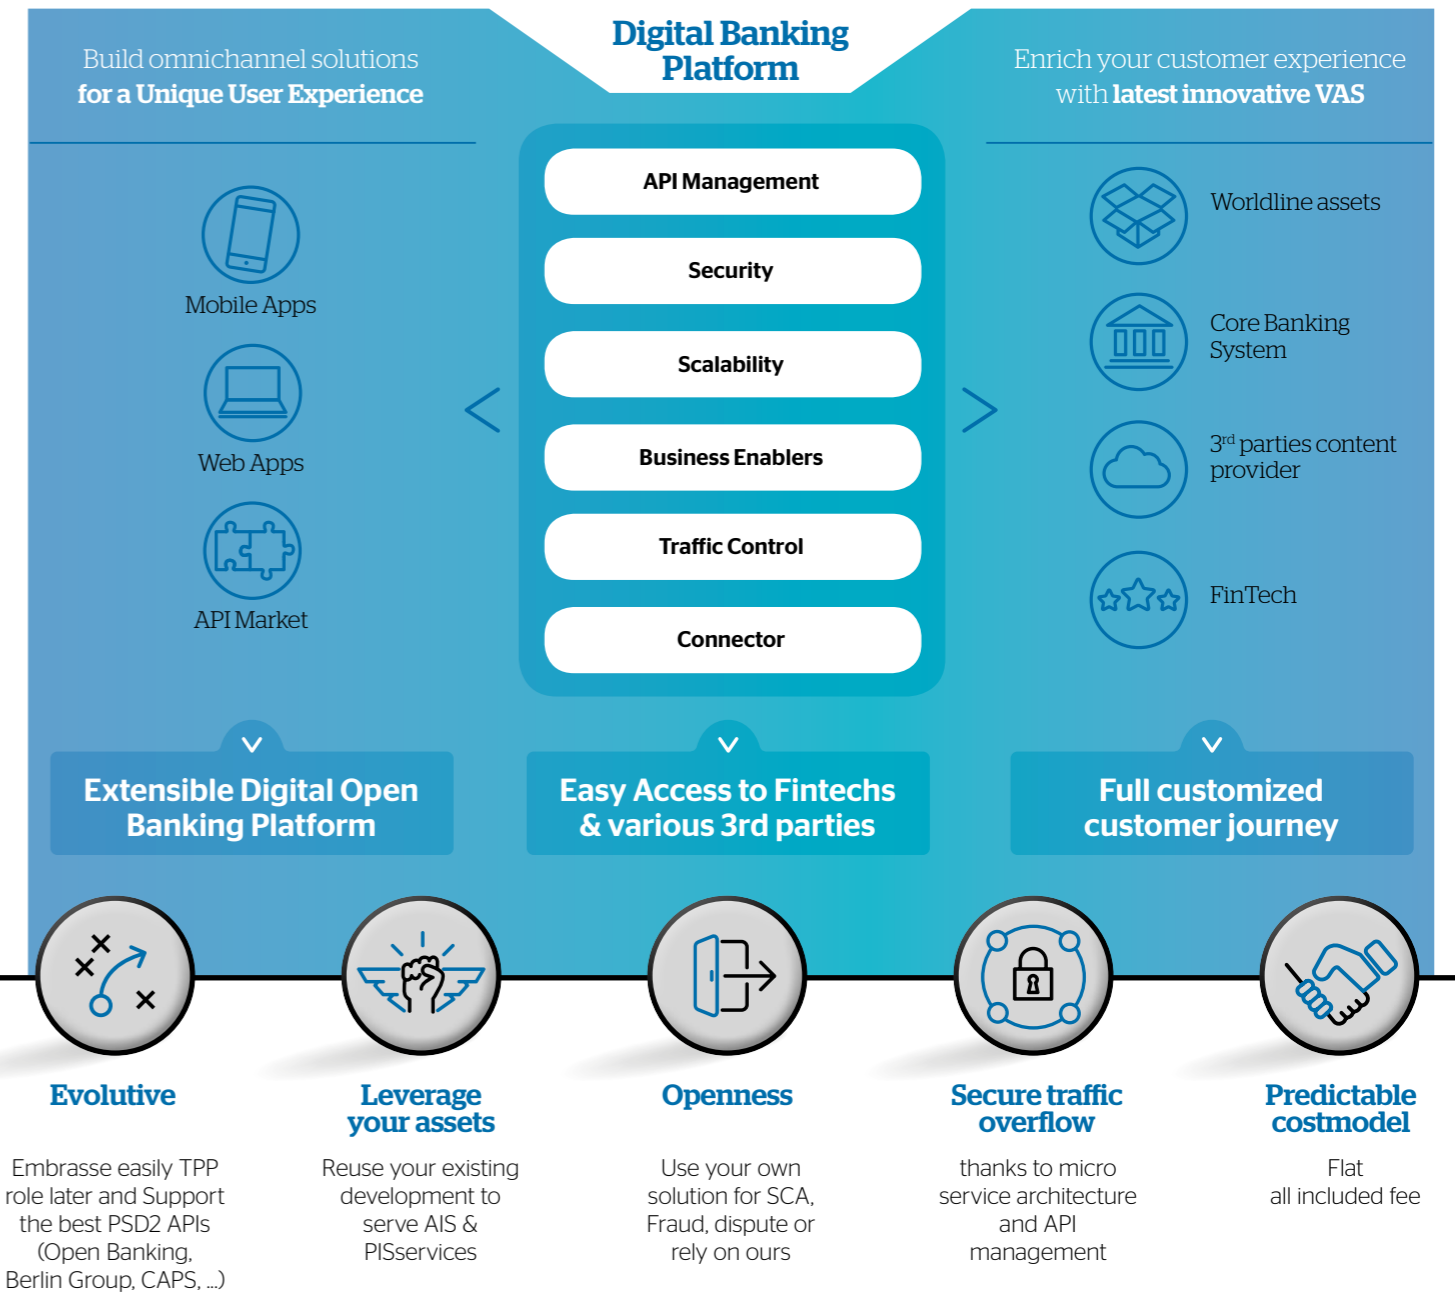 Digital Banking
Platform
Build omnichannel solutions
for a Unique User Experience
Mobile Apps
Web Apps
API Market
API Management
Security
Scalability
Business Enablers
Traffic Control
Connector
Enrich your customer experience
with latest innovative VAS
Worldline assets
Core Banking
System
3rd parties content
provider
FinTech
Extensible Digital Open
Banking Platform
Easy Access to Fintechs
& various 3rd parties
Full customized
customer journey
Evolutive
Embrasse easily TPP
role later and Support
the best PSD2 APIs
(Open Banking,
Berlin Group, CAPS, ...)
Leverage
your assets
Reuse your existing
development to
serve AIS &
PISservices
Openness
Use your own
solution for SCA,
Fraud, dispute or
rely on ours
Secure traffic
overflow
thanks to micro
service architecture
and API
management
Predictable
costmodel
Flat
all included fee